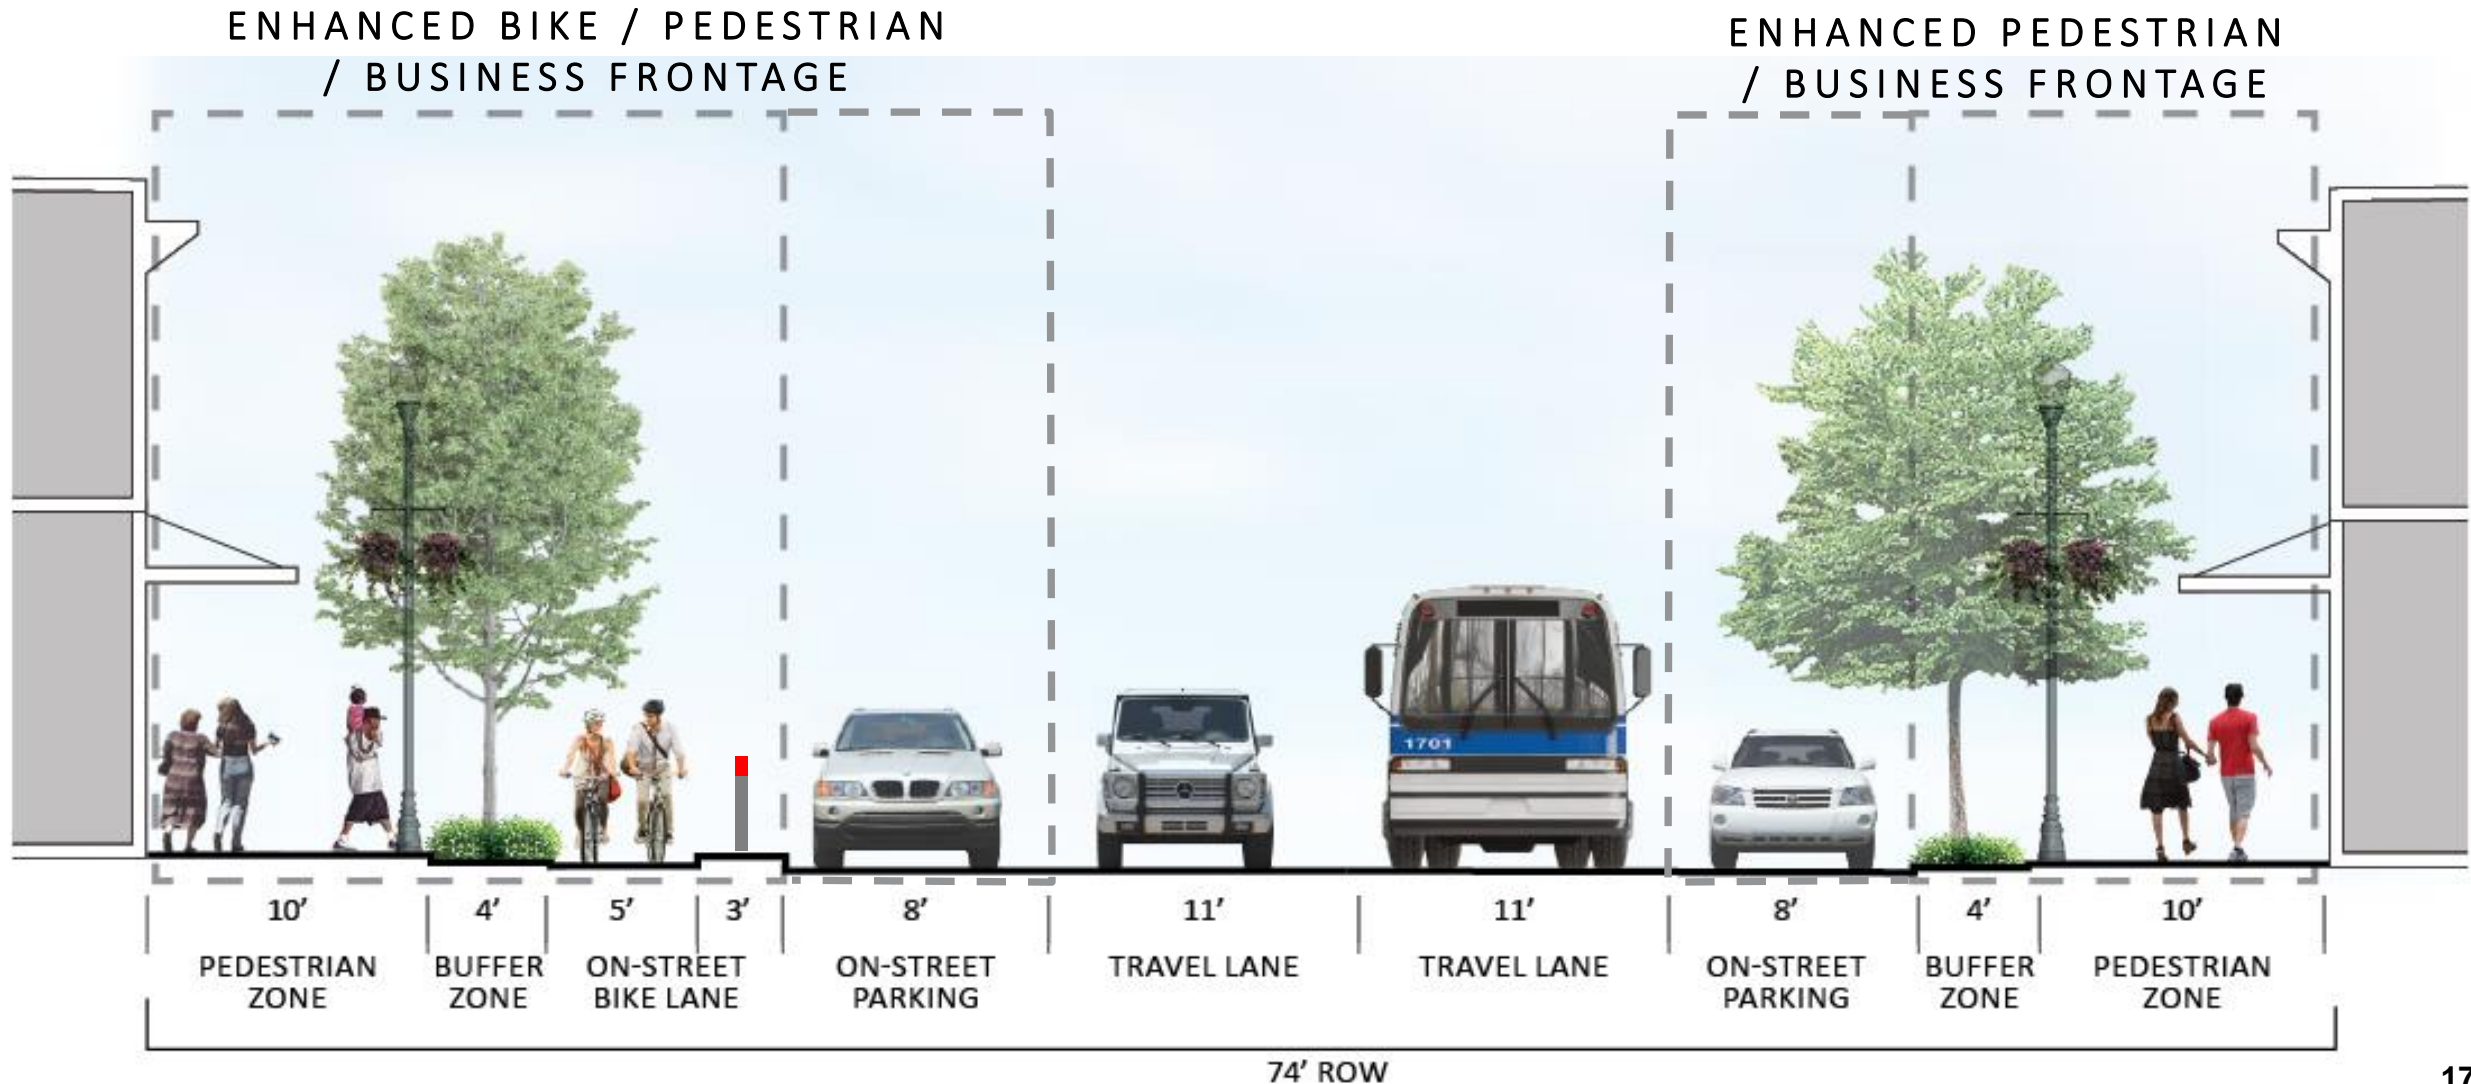 ENHANCED BIKE / PEDESTRIAN
/ BUSINESS FRONTAGE
ENHANCED PEDESTRIAN
/ BUSINESS FRONTAGE
1701
10’ 4’ 5’ 3’ 8’ 11’ 11’ 8’ 4’ 10’
PEDESTRIAN ZONE
BUFFER ZONE
ON-STREET BIKE LANE
ON-STREET PARKING
TRAVEL LANE
TRAVEL LANE
ON-STREET PARKING
BUFFER ZONE
PEDESTRIAN ZONE
74’ ROW
17